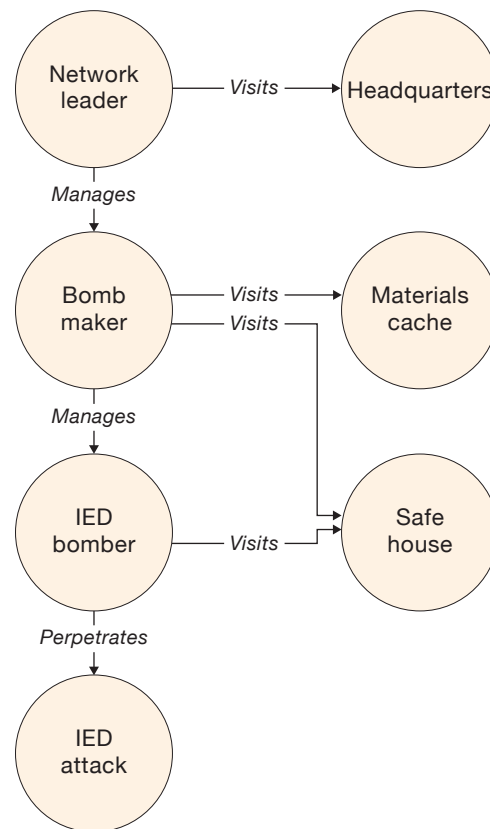 Network
leader
Visits
Headquarters
Manages
Bomb
maker
Visits
Visits
Materials
cache
Manages
IED
bomber
Visits
Safe
house
Perpetrates
IED
attack